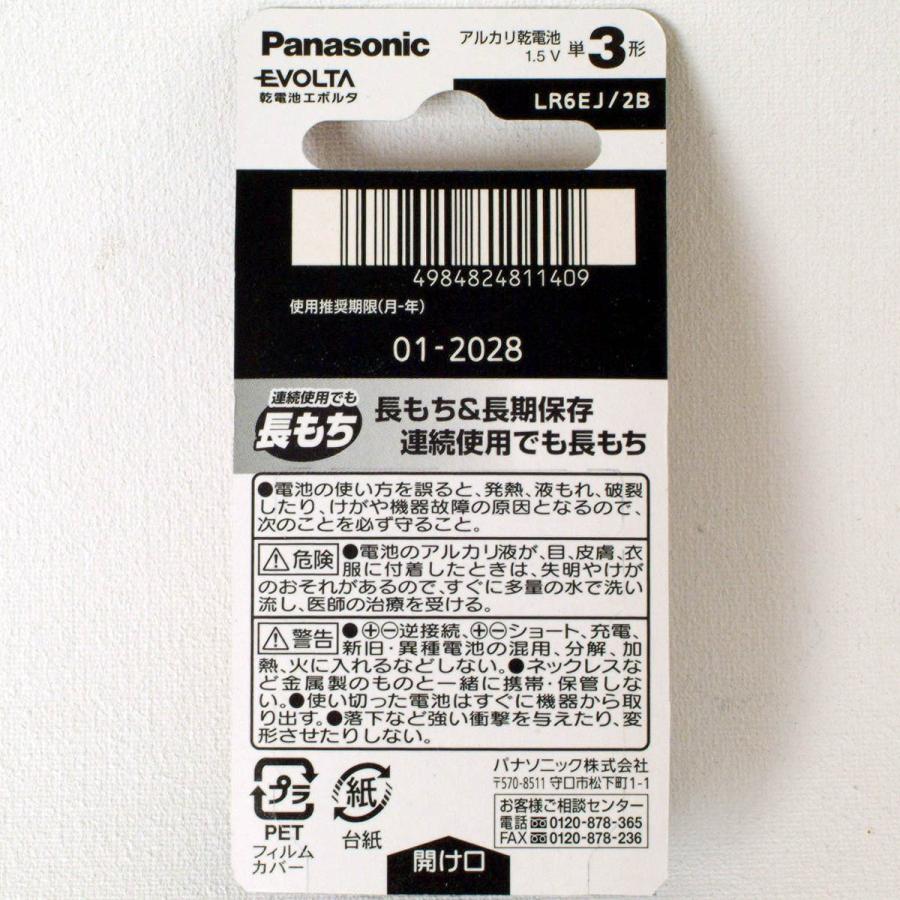 Panasonic
EVOLTA
乾電池エボルタ
アルカリ乾電池
1.5 V
単3形
LR6EJ/2B
4984824811409
使用推奨期限(月-年)
01-2028
連続使用でも
長もち
長もち&長期保存
連続使用でも長もち
●電池の使い方を誤ると、発熱、液もれ、破裂
したり、けがや機器故障の原因となるので、
次のことを必ず守ること。
危険 ●電池のアルカリ液が、目、皮膚、衣
服に付着したときは、失明やけが
のおそれがあるので、すぐに多量の水で洗い
流し、医師の治療を受ける。
警告 ●⊕⊖逆接続、⊕⊖ショート、充電、
新旧・異種電池の混用、分解、加
熱、火に入れるなどしない。●ネックレスな
ど金属製のものと一緒に携帯・保管しな
い。●使い切った電池はすぐに機器から取
り出す。●落下など強い衝撃を与えたり、変
形させたりしない。
プラ
PET
フィルム
カバー
紙
台紙
パナソニック株式会社
〒570-8511 守口市松下町1-1
お客様ご相談センター
電話 0120-878-365
FAX 0120-878-236
開け口